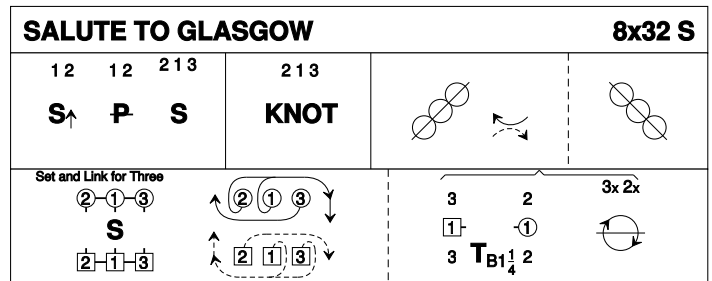 SALUTE TO GLASGOW 8x32 S
1 2 1 2 2 1 3 2 1 3
S P S KNOT
Set and Link for Three
2 1 3 2 1 3 3 2 3x 2x
S 1 1
2 1 3 2 1 3 3 T B1 1/4 2